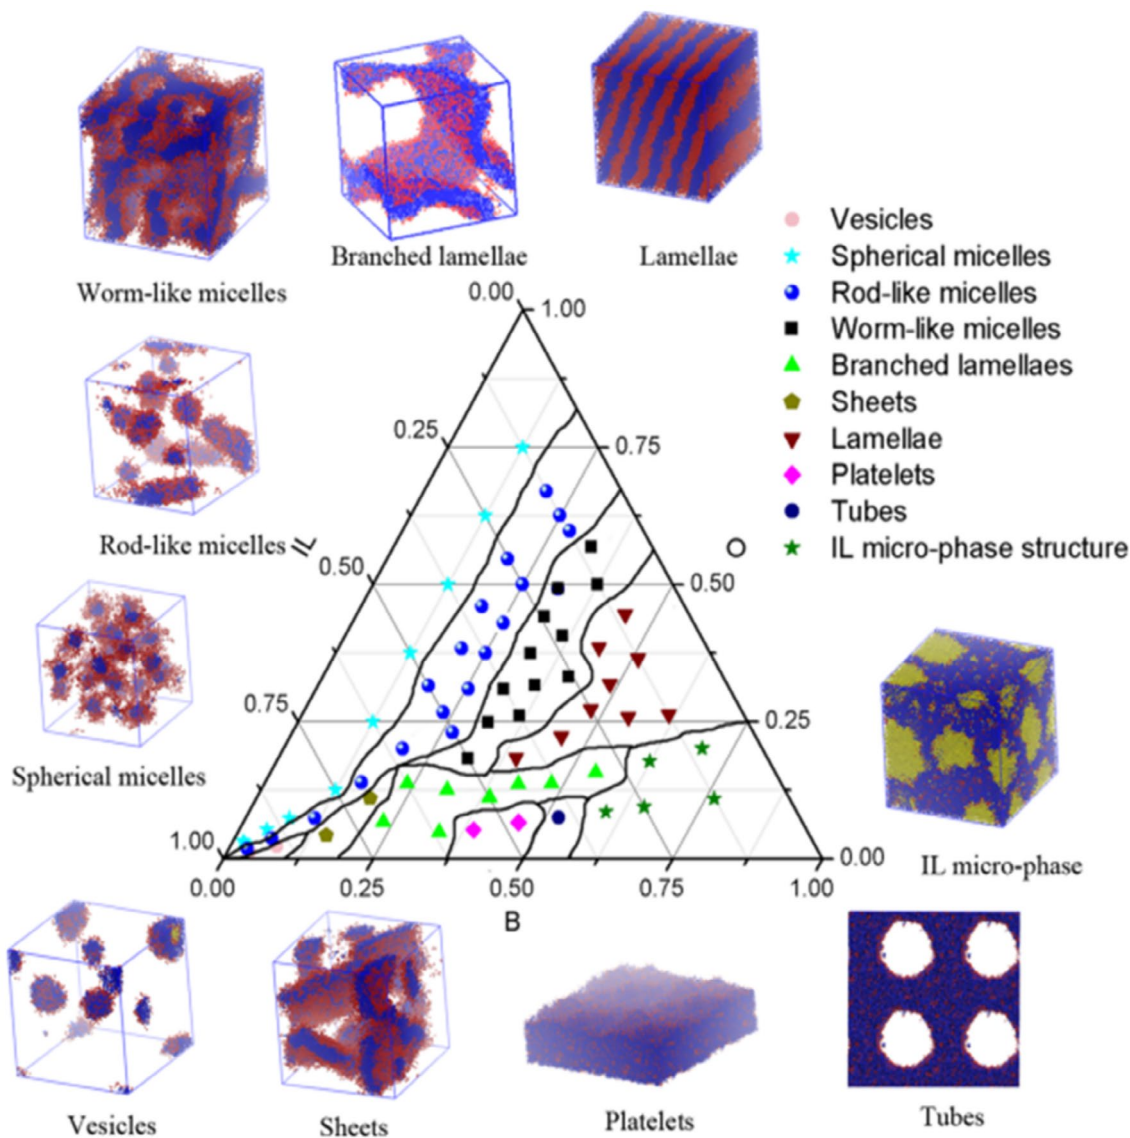 Worm-like micelles
Branched lamellae
Lamellae
Vesicles
Spherical micelles
Rod-like micelles
Worm-like micelles
Branched lamellaes
Sheets
Lamellae
Platelets
Tubes
IL micro-phase structure
0.00
1.00
0.25
0.75
Rod-like micelles
IL
O
0.50
0.50
0.75
0.25
Spherical micelles
1.00
0.00
IL micro-phase
0.00
0.25
0.50
0.75
1.00
B
Vesicles
Sheets
Platelets
Tubes